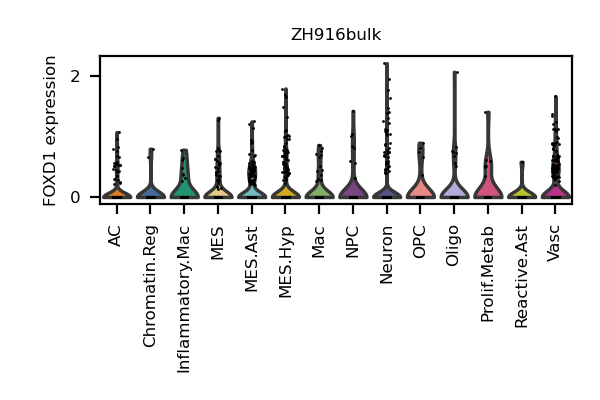 ZH916bulk
FOXD1 expression
2
0
AC
Chromatin.Reg
Inflammatory.Mac
MES
MES.Ast
MES.Hyp
Mac
NPC
Neuron
OPC
Oligo
Prolif.Metab
Reactive.Ast
Vasc